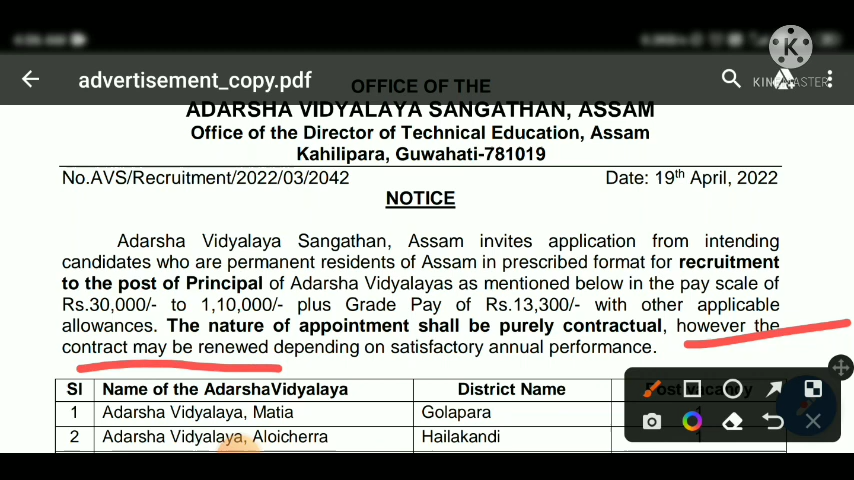 advertisement_copy.pdf
K
KINEMASTER
OFFICE OF THE
ADARSHA VIDYALAYA SANGATHAN, ASSAM
Office of the Director of Technical Education, Assam
Kahilipara, Guwahati-781019
No.AVS/Recruitment/2022/03/2042 Date: 19th April, 2022
NOTICE
Adarsha Vidyalaya Sangathan, Assam invites application from intending
candidates who are permanent residents of Assam in prescribed format for recruitment
to the post of Principal of Adarsha Vidyalayas as mentioned below in the pay scale of
Rs.30,000/- to 1,10,000/- plus Grade Pay of Rs.13,300/- with other applicable
allowances. The nature of appointment shall be purely contractual, however the
contract may be renewed depending on satisfactory annual performance.
Sl Name of the AdarshaVidyalaya District Name Post vacancy
1 Adarsha Vidyalaya, Matia Golapara 1
2 Adarsha Vidyalaya, Aloicherra Hailakandi 1